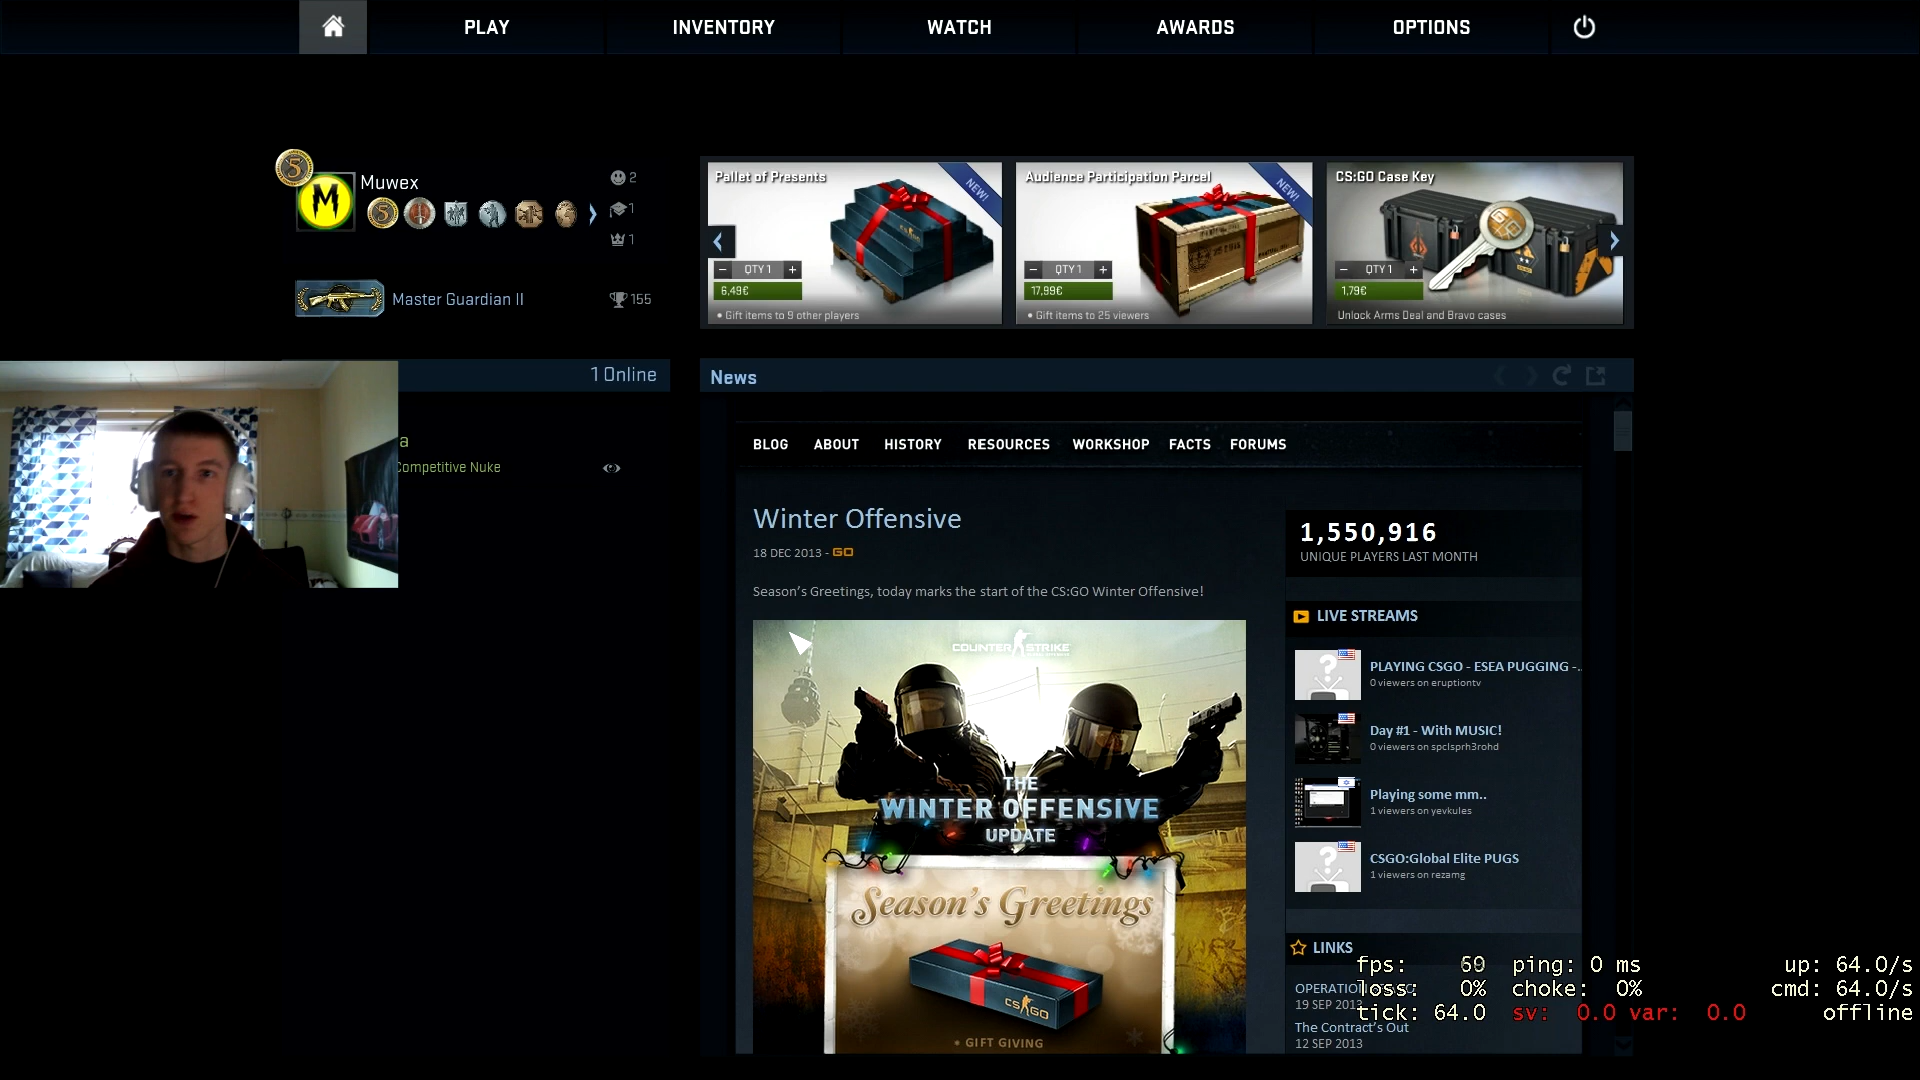 PLAY
INVENTORY
WATCH
AWARDS
OPTIONS
5
M
Muwex
5
2
1
1
Master Guardian II
155
Pallet of Presents
NEW!
QTY 1
6,49€
• Gift items to 9 other players
Audience Participation Parcel
NEW!
QTY 1
17,99€
• Gift items to 25 viewers
CS:GO Case Key
QTY 1
1,79€
Unlock Arms Deal and Bravo cases
1 Online
a
Competitive Nuke
News
BLOG
ABOUT
HISTORY
RESOURCES
WORKSHOP
FACTS
FORUMS
Winter Offensive
18 DEC 2013 - GO
Season's Greetings, today marks the start of the CS:GO Winter Offensive!
COUNTER STRIKE
THE
WINTER OFFENSIVE
UPDATE
Season's Greetings
CS GO
• GIFT GIVING
1,550,916
UNIQUE PLAYERS LAST MONTH
LIVE STREAMS
PLAYING CSGO - ESEA PUGGING -..
0 viewers on eruptiontv
Day #1 - With MUSIC!
0 viewers on spclsprh3rohd
Playing some mm..
1 viewers on yevkules
CSGO:Global Elite PUGS
1 viewers on rezamg
LINKS
OPERATION
19 SEP 2013
The Contract's Out
12 SEP 2013
fps: 59 ping: 0 ms up: 64.0/s
loss: 0% choke: 0% cmd: 64.0/s
tick: 64.0 sv: 0.0 var: 0.0 offline